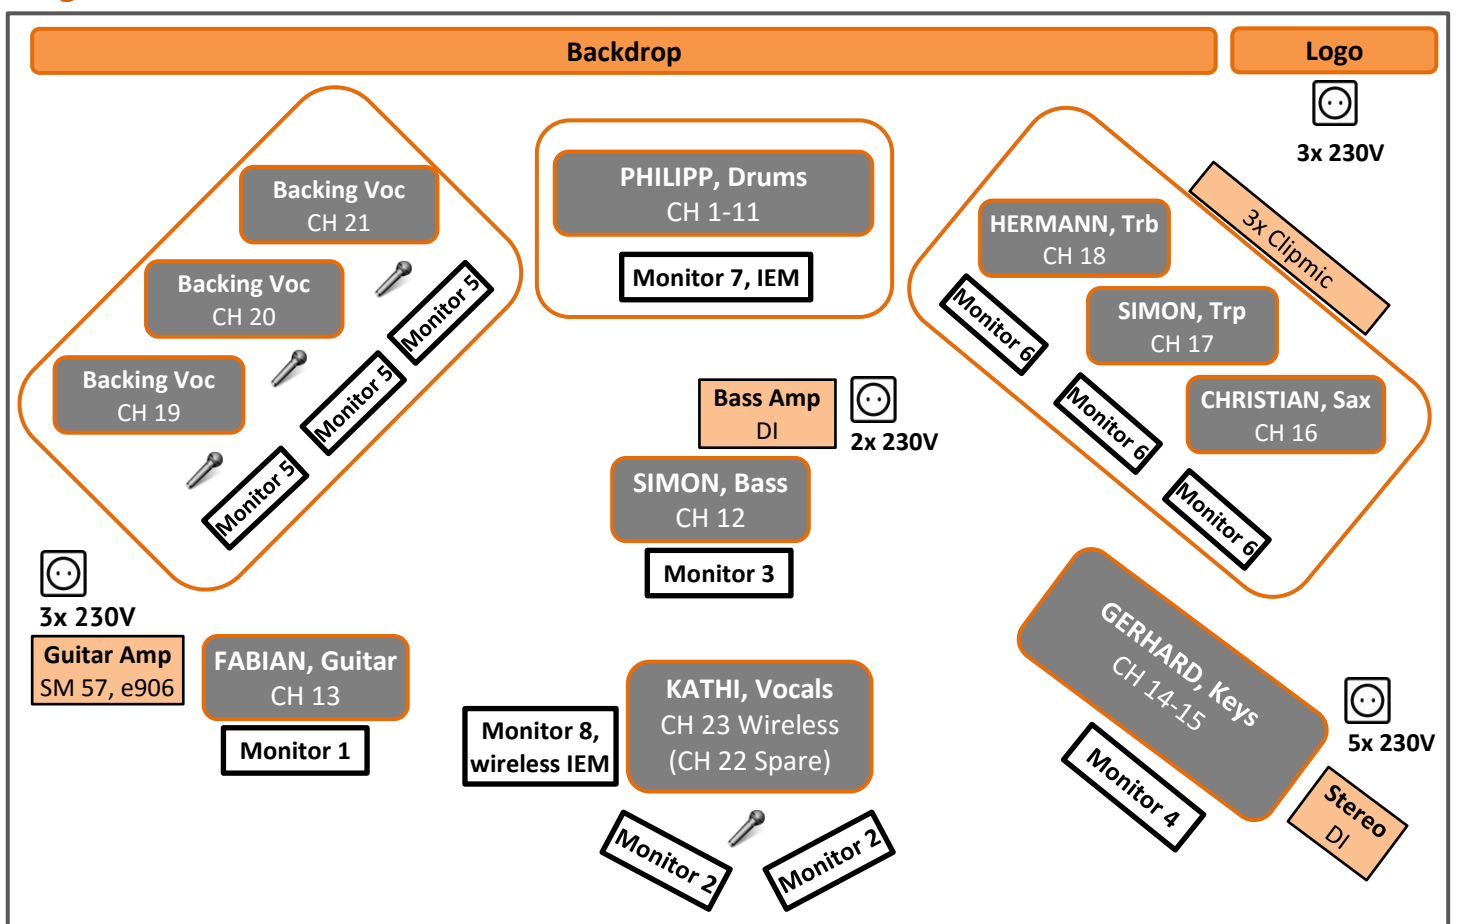 Backdrop
Logo
3x 230V
Backing Voc
CH 21
Backing Voc
CH 20
Backing Voc
CH 19
Monitor 5
Monitor 5
Monitor 5
PHILIPP, Drums
CH 1-11
Monitor 7, IEM
HERMANN, Trb
CH 18
SIMON, Trp
CH 17
CHRISTIAN, Sax
CH 16
3x Clipmic
Monitor 6
Monitor 6
Monitor 6
Bass Amp
DI
2x 230V
SIMON, Bass
CH 12
Monitor 3
3x 230V
Guitar Amp
SM 57, e906
FABIAN, Guitar
CH 13
Monitor 1
Monitor 8,
wireless IEM
KATHI, Vocals
CH 23 Wireless
(CH 22 Spare)
Monitor 2
Monitor 2
GERHARD, Keys
CH 14-15
Monitor 4
5x 230V
Stereo
DI